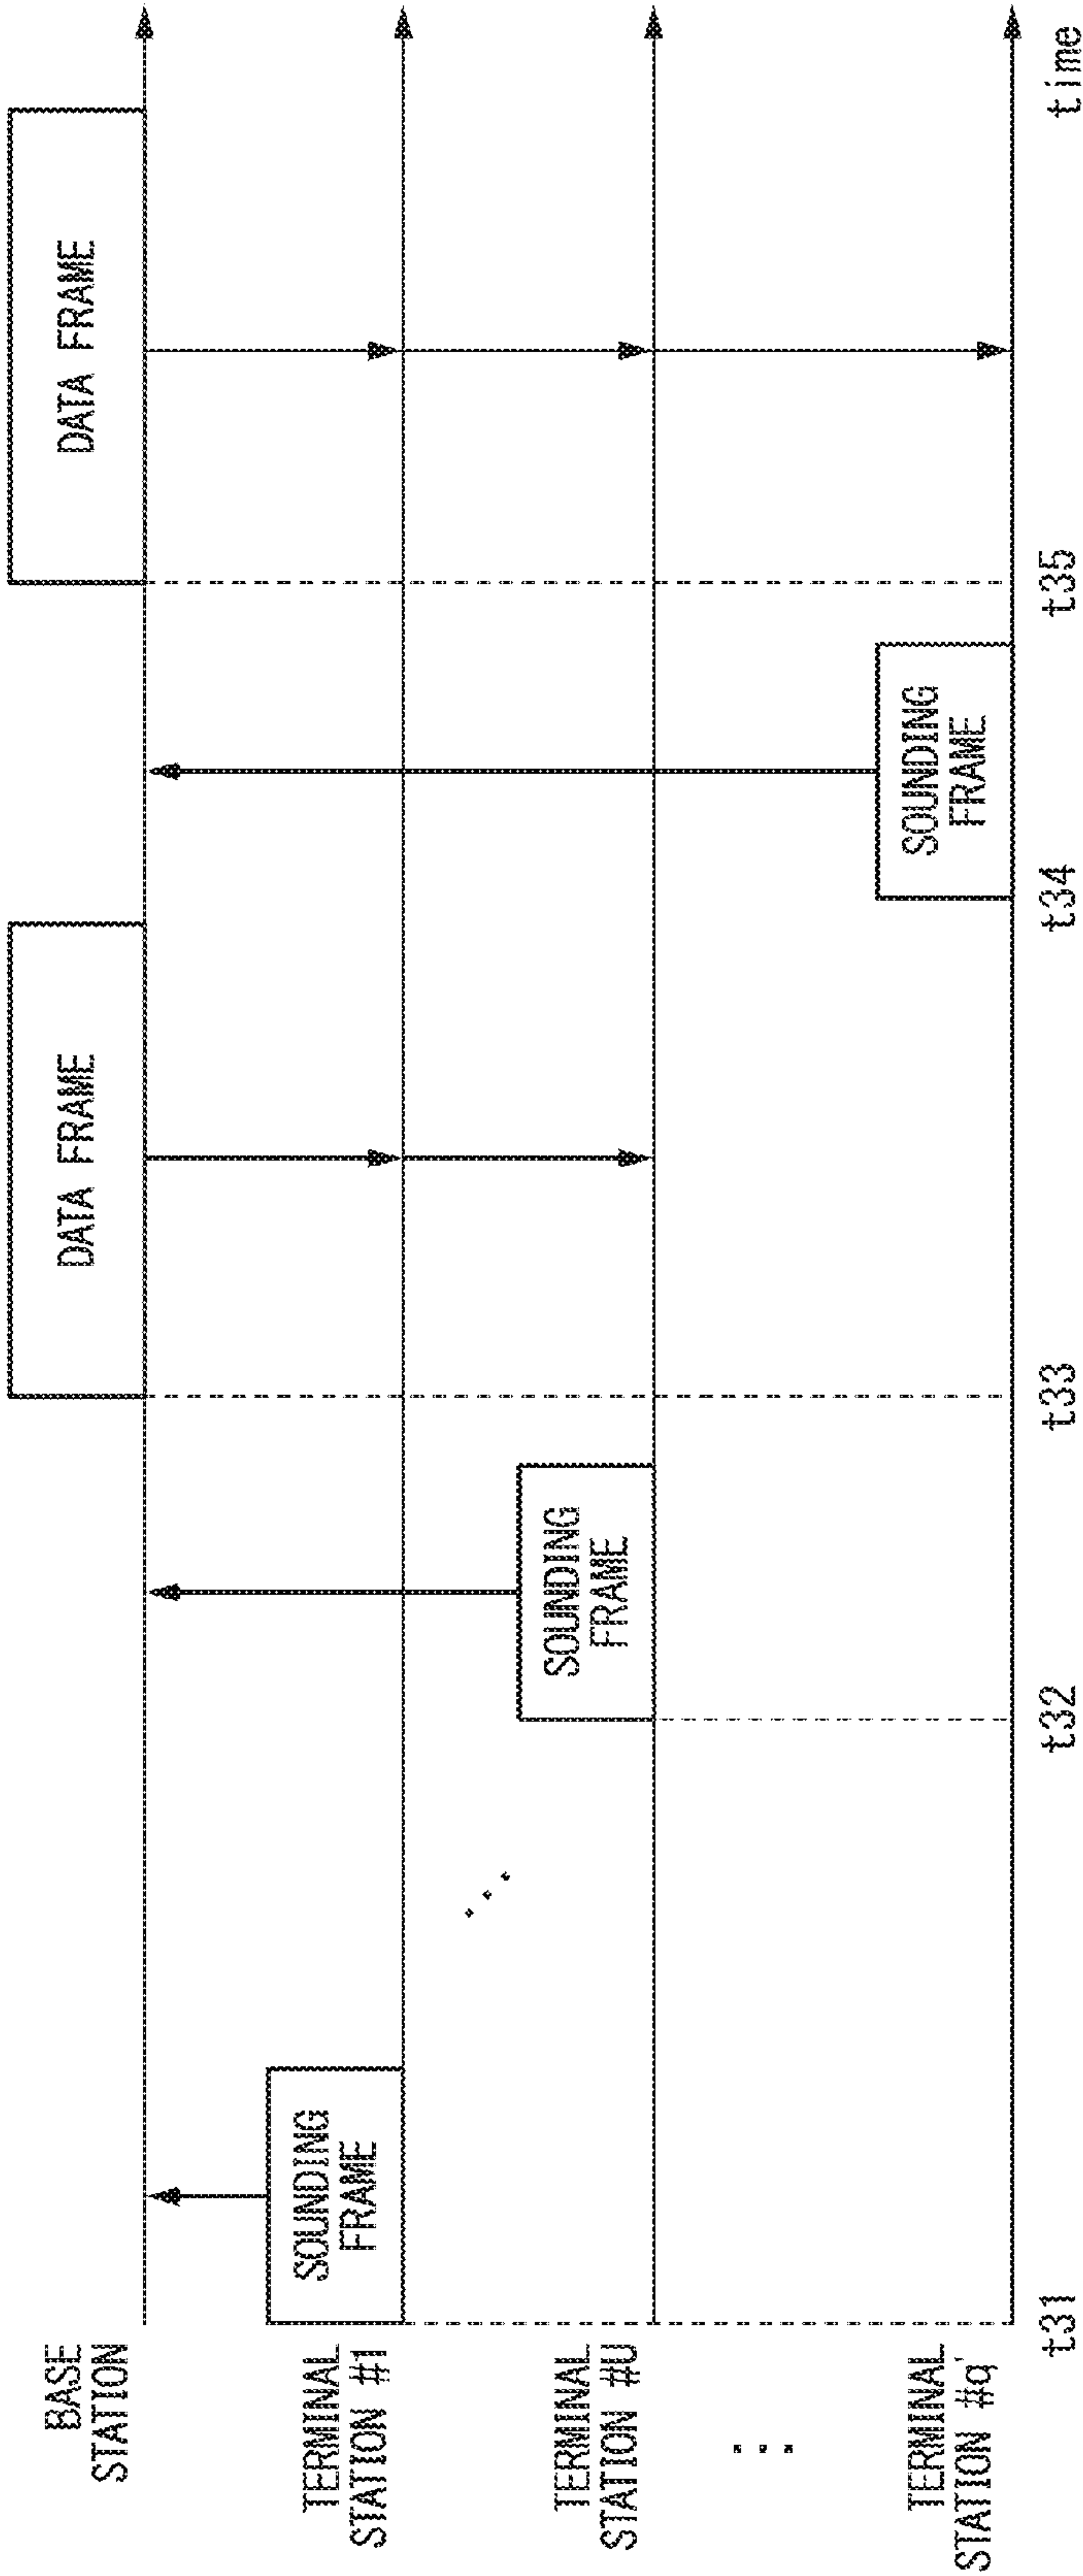 BASE
STATION
DATA FRAME
DATA FRAME
TERMINAL
STATION #1
SOUNDING
FRAME
TERMINAL
STATION #U
SOUNDING
FRAME
TERMINAL
STATION #q'
SOUNDING
FRAME
t31
t32
t33
t34
t35
time